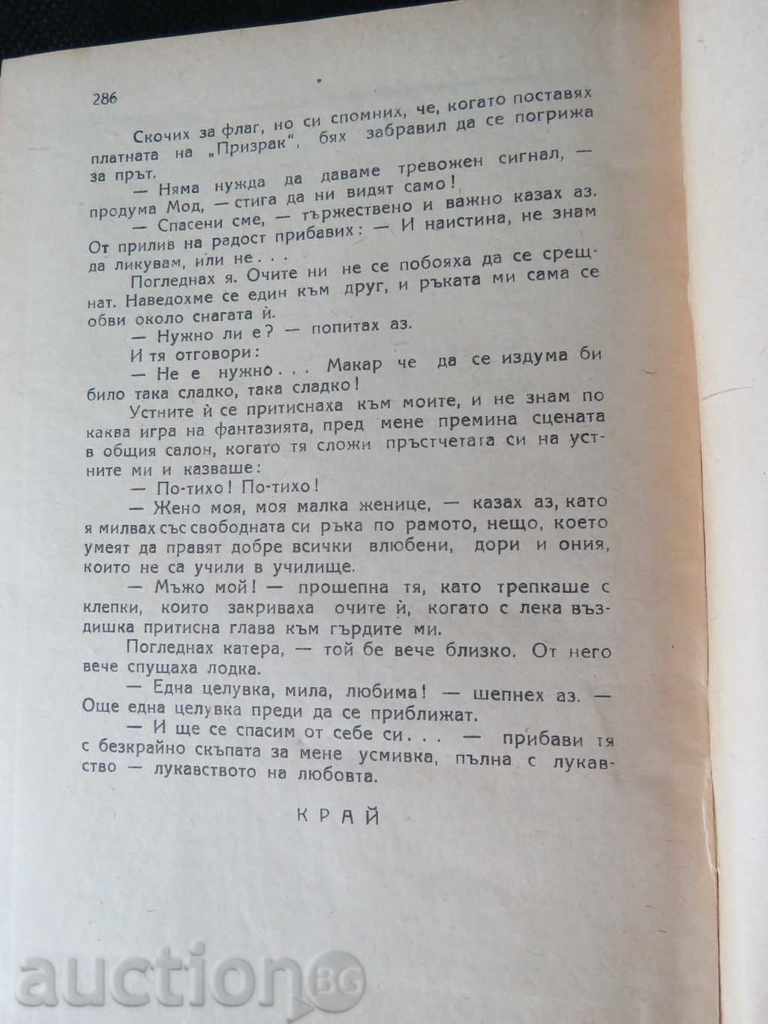 286
Скочих за флаг, но си спомних, че, когато поставях
платната на „Призрак“, бях забравил да се погрижа
за прът.
— Няма нужда да даваме тревожен сигнал, —
продума Мод, — стига да ни видят само!
— Спасени сме, — тържествено и важно казах аз.
От прилив на радост прибавих: — И наистина, не знам
да ликувам, или не...
Погледнах я. Очите ни не се побояха да се срещ-
нат. Наведохме се един към друг, и ръката ми сама се
обви около снагата ѝ.
— Нужно ли е? — попитах аз.
И тя отговори:
— Не е нужно... Макар че да се издума би
било така сладко, така сладко!
Устните ѝ се притиснаха към моите, и не знам по
каква игра на фантазията, пред мене премина сцената
в общия салон, когато тя сложи пръстчетата си на уст-
ните ми и казваше:
— По-тихо! По-тихо!
— Жено моя, моя малка женице, — казах аз, като
я милвах със свободната си ръка по рамото, нещо, което
умеят да правят добре всички влюбени, дори и ония,
които не са учили в училище.
— Мъжо мой! — прошепна тя, като трепкаше с
клепки, които закриваха очите ѝ, когато с лека въз-
дишка притисна глава към гърдите ми.
Погледнах катера, — той бе вече близко. От него
вече спущаха лодка.
— Една целувка, мила, любима! — шепнех аз. —
Още една целувка преди да се приближат.
— И ще се спасим от себе си... — прибави тя
с безкрайно скъпата за мене усмивка, пълна с лукав-
ство — лукавството на любовта.
КРАЙ
auction BG